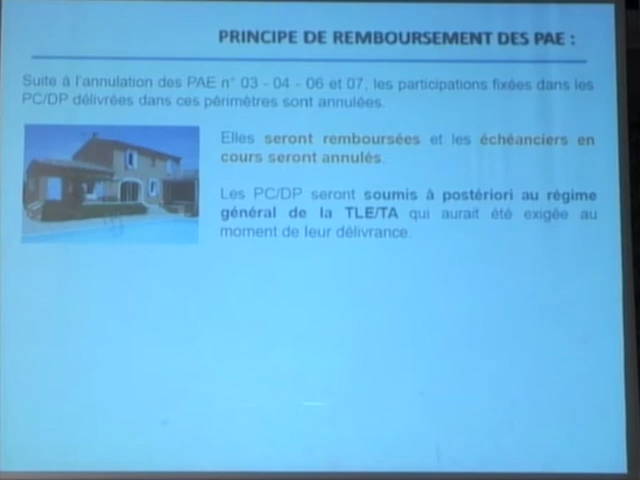 PRINCIPE DE REMBOURSEMENT DES PAE :
Suite à l'annulation des PAE n° 03 - 04 - 06 et 07, les participations fixées dans les
PC/DP délivrées dans ces périmètres sont annulées.
Elles seront remboursées et les échéanciers en
cours seront annulés.
Les PC/DP seront soumis à postériori au régime
général de la TLE/TA qui aurait été exigée au
moment de leur délivrance.